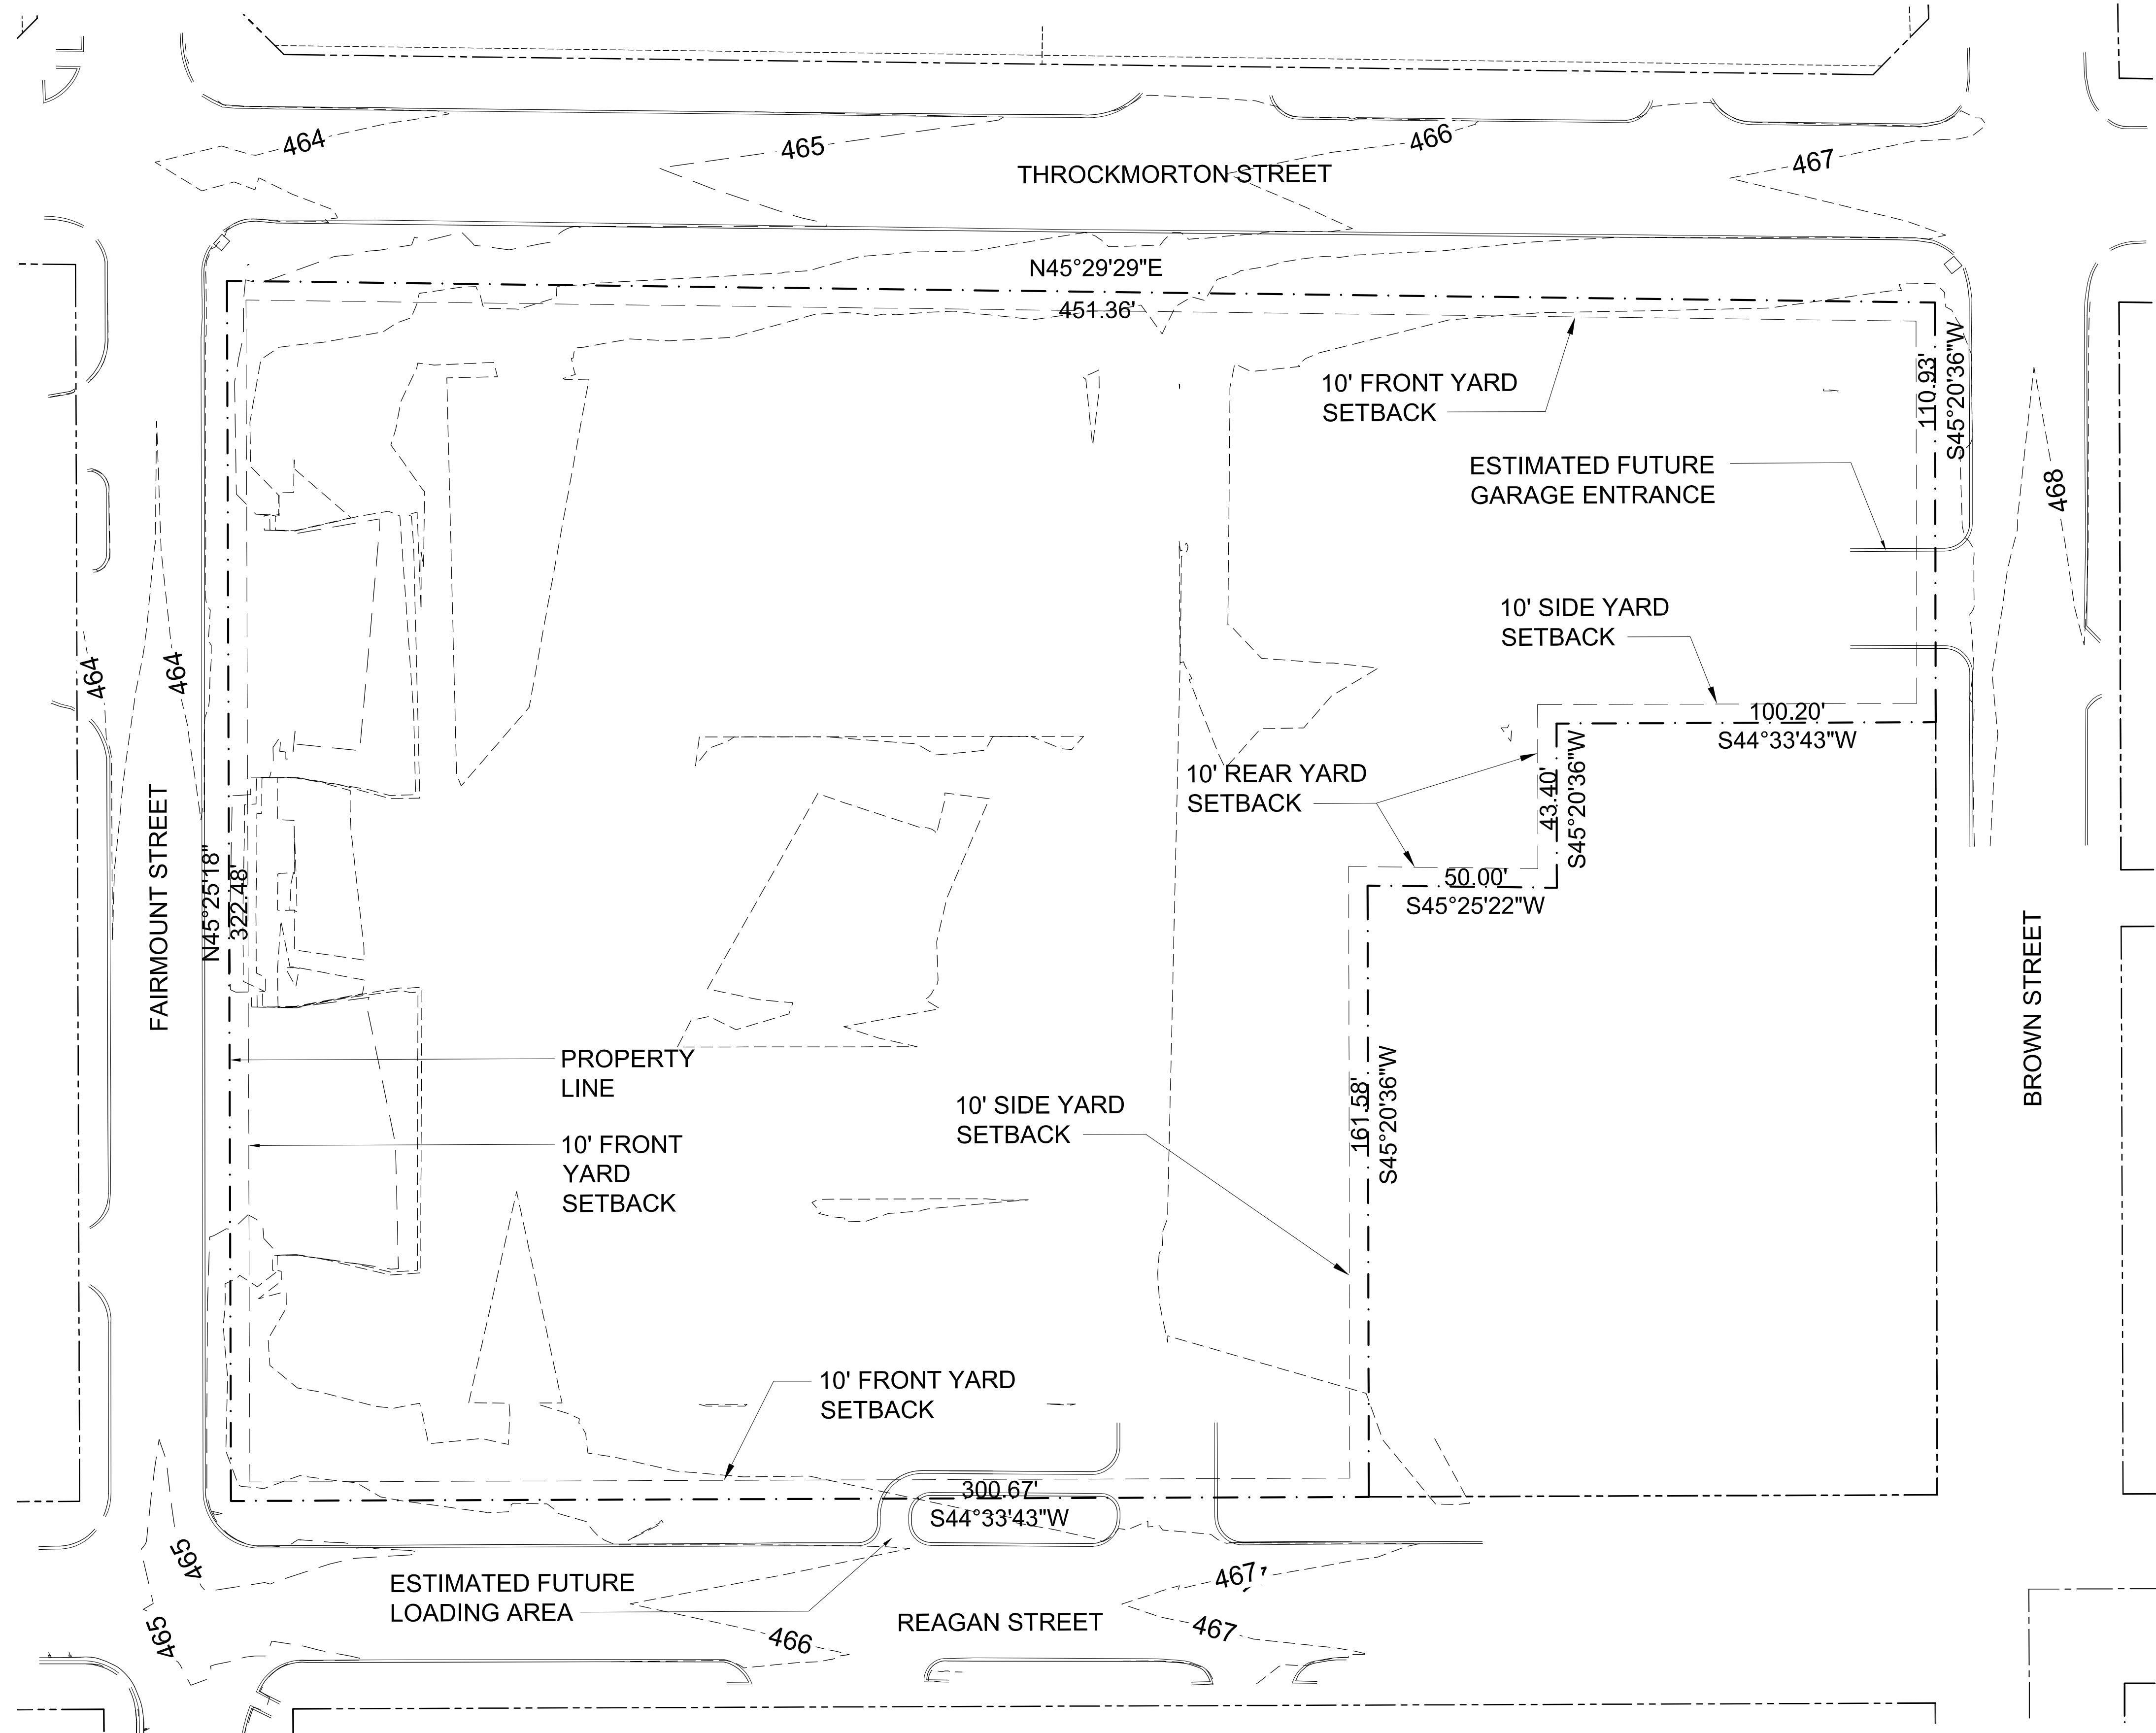 464
465
466
467
THROCKMORTON STREET
N45°29'29"E
451.36'
10' FRONT YARD
SETBACK
110.93'
S45°20'36"W
ESTIMATED FUTURE
GARAGE ENTRANCE
468
10' SIDE YARD
SETBACK
464
464
100.20'
S44°33'43"W
10' REAR YARD
SETBACK
43.40'
S45°20'36"W
50.00'
S45°25'22"W
FAIRMOUNT STREET
N45°25'18"
322.48'
BROWN STREET
PROPERTY
LINE
10' FRONT
YARD
SETBACK
10' SIDE YARD
SETBACK
161.58'
S45°20'36"W
10' FRONT YARD
SETBACK
300.67'
S44°33'43"W
465
465
ESTIMATED FUTURE
LOADING AREA
REAGAN STREET
466
467
467